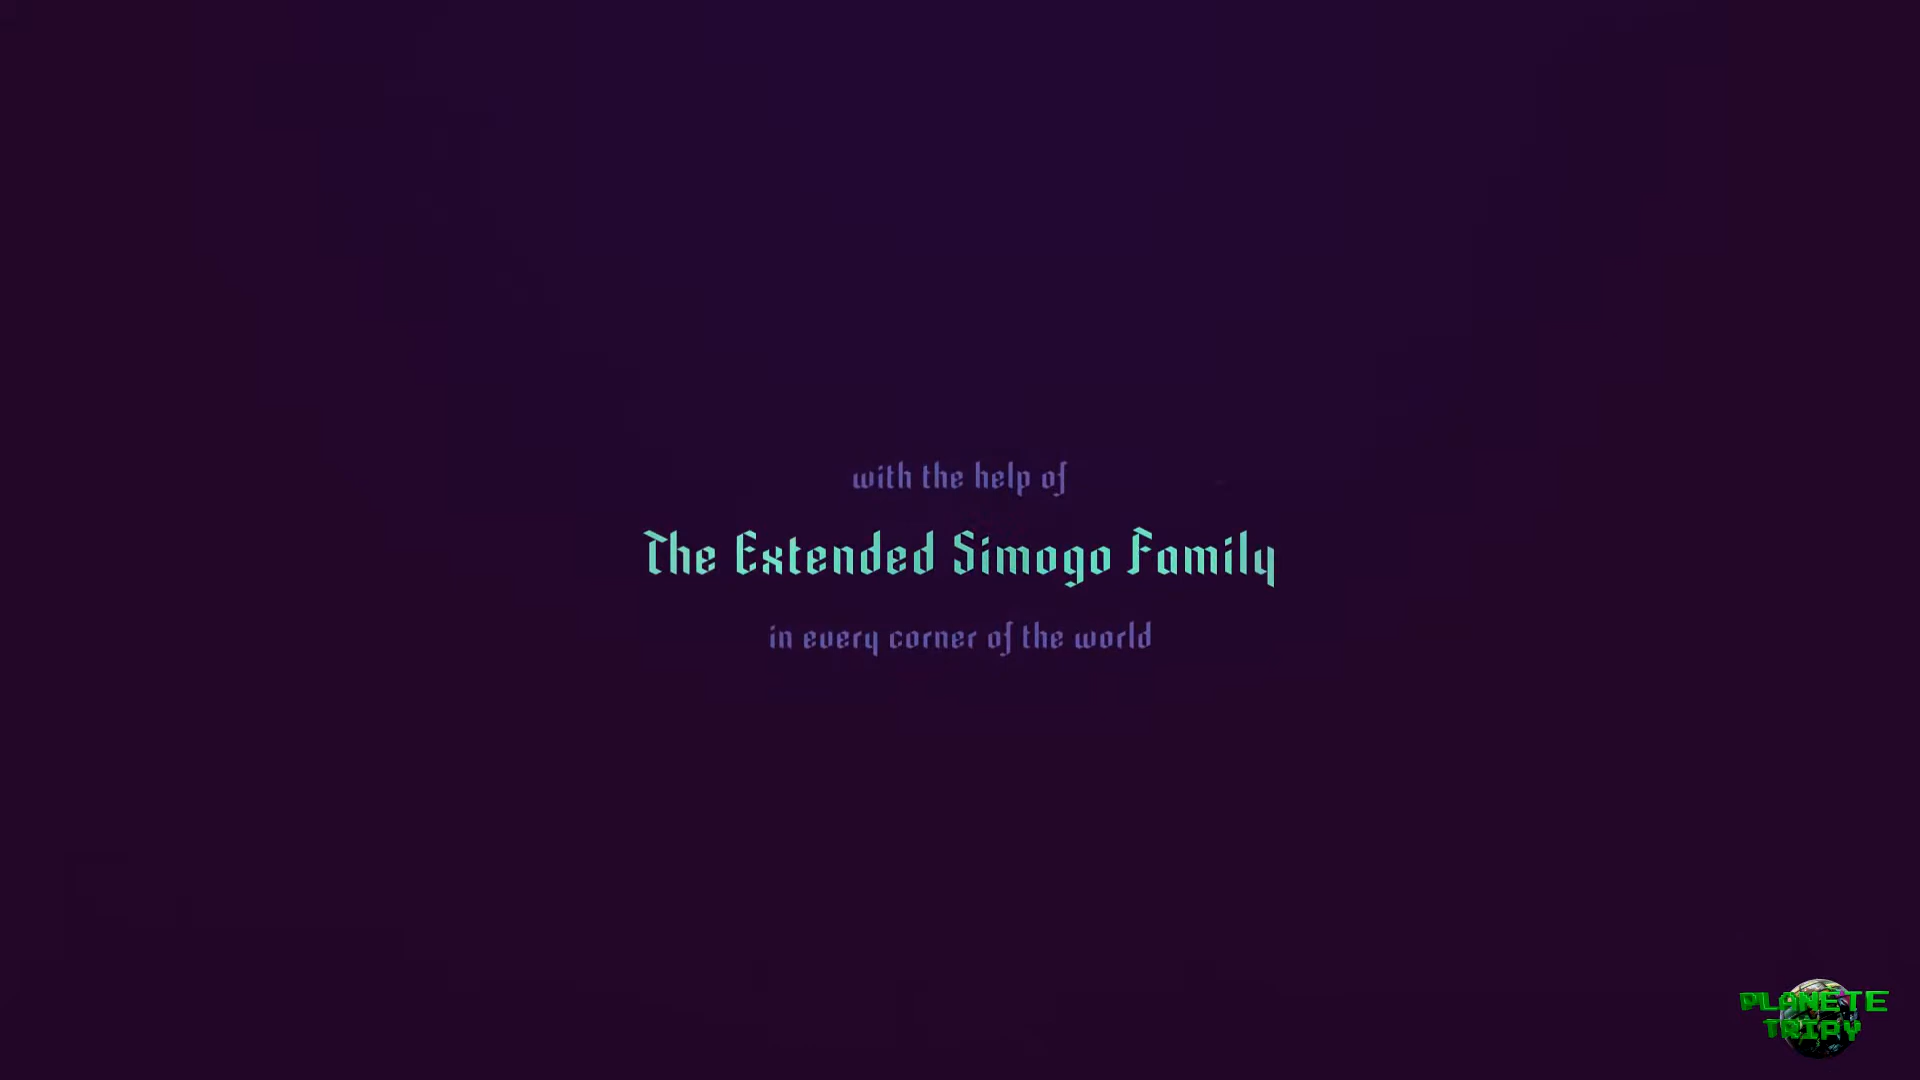 with the help of
The Extended Simogo Family
in every corner of the world
PLANETE
TRIPY